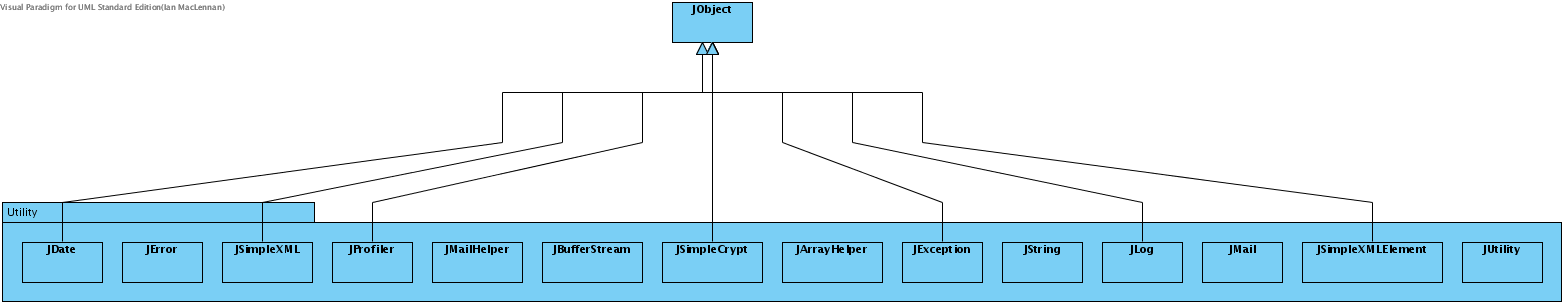 Visual Paradigm for UML Standard Edition(Ian MacLennan)
JObject
Utility
JDate JError JSimpleXML JProfiler JMailHelper JBufferStream JSimpleCrypt JArrayHelper JException JString JLog JMail JSimpleXMLElement JUtility